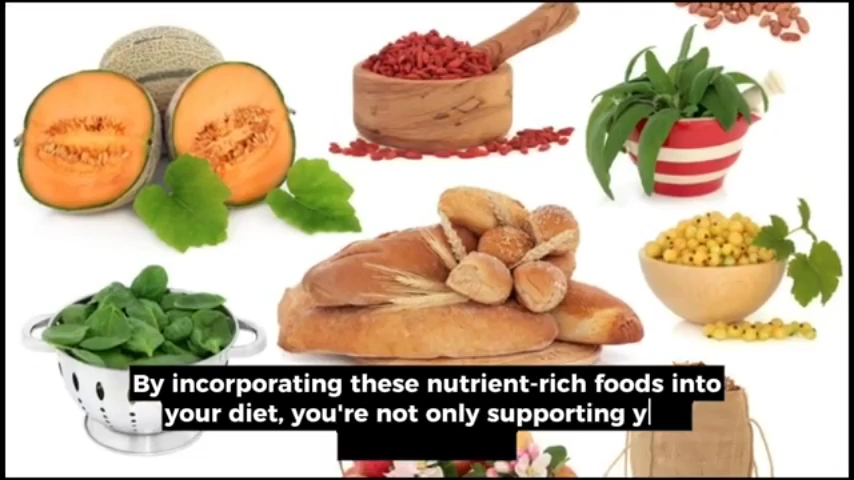 By incorporating these nutrient-rich foods into
your diet, you're not only supporting y